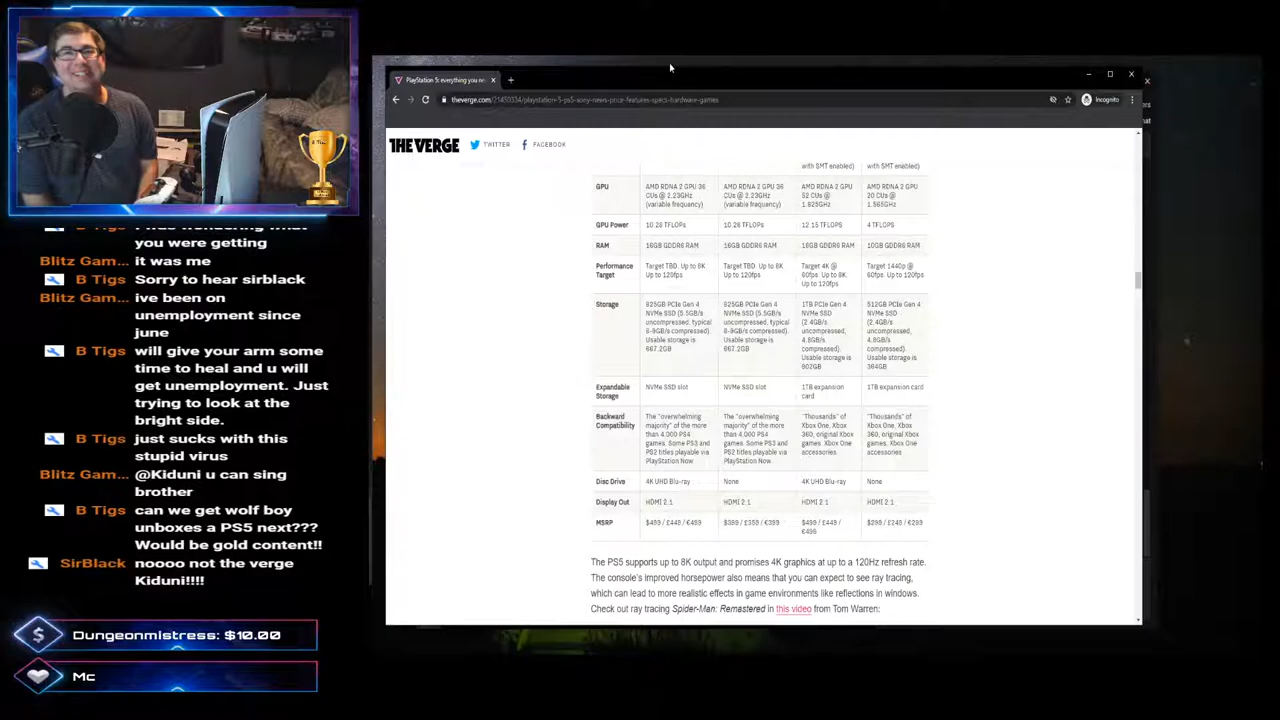 B Tigs I was wondering what
you were getting
Blitz Gam... it was me
B Tigs Sorry to hear sirblack
Blitz Gam... ive been on
unemployment since
june
B Tigs will give your arm some
time to heal and u will
get unemployment. Just
trying to look at the
bright side.
B Tigs just sucks with this
stupid virus
Blitz Gam... @Kiduni u can sing
brother
B Tigs can we get wolf boy
unboxes a PS5 next???
Would be gold content!!
SirBlack noooo not the verge
Kiduni!!!!
Dungeonmistress: $10.00
Mc
PlayStation 5: everything you ne
theverge.com/21450334/playstation-5-ps5-sony-news-price-features-specs-hardware-games
Incognito
THE VERGE TWITTER FACEBOOK
with SMT enabled) with SMT enabled)
GPU AMD RDNA 2 GPU 36 AMD RDNA 2 GPU 36 AMD RDNA 2 GPU AMD RDNA 2 GPU
CUs @ 2.23GHz CUs @ 2.23GHz 52 CUs @ 20 CUs @
(variable frequency) (variable frequency) 1.825GHz 1.565GHz
GPU Power 10.28 TFLOPs 10.28 TFLOPs 12.15 TFLOPS 4 TFLOPS
RAM 16GB GDDR6 RAM 16GB GDDR6 RAM 16GB GDDR6 RAM 10GB GDDR6 RAM
Performance Target TBD. Up to 8K Target TBD. Up to 8K Target 4K @ Target 1440p @
Target Up to 120fps Up to 120fps 60fps. Up to 8K. 60fps. Up to
Up to 120fps 120fps
Storage 825GB PCIe Gen 4 825GB PCIe Gen 4 1TB PCIe Gen 4 512GB PCIe Gen 4
NVMe SSD (5.5GB/s NVMe SSD (5.5GB/s NVMe SSD NVMe SSD
uncompressed, typical uncompressed, typical (2.4GB/s (2.4GB/s
8-9GB/s compressed). 8-9GB/s compressed). uncompressed, uncompressed,
Usable storage is Usable storage is 4.8GB/s 4.8GB/s
667.2GB 667.2GB compressed). compressed).
Usable storage is Usable storage is
802GB 364GB
Expandable NVMe SSD slot NVMe SSD slot 1TB expansion 1TB expansion card
Storage card
Backward The "overwhelming The "overwhelming "Thousands" of "Thousands" of
Compatibility majority" of the more majority" of the more Xbox One, Xbox Xbox One, Xbox
than 4,000 PS4 than 4,000 PS4 360, original Xbox 360, original Xbox
games. Some PS3 and games. Some PS3 and games. Xbox One games. Xbox One
PS2 titles playable via PS2 titles playable via accessories accessories
PlayStation Now PlayStation Now
Disc Drive 4K UHD Blu-ray None 4K UHD Blu-ray None
Display Out HDMI 2.1 HDMI 2.1 HDMI 2.1 HDMI 2.1
MSRP $499 / £449 / €499 $399 / £359 / €399 $499 / £449 / $299 / £249 / €299
€499
The PS5 supports up to 8K output and promises 4K graphics at up to a 120Hz refresh rate.
The console's improved horsepower also means that you can expect to see ray tracing,
which can lead to more realistic effects in game environments like reflections in windows.
Check out ray tracing Spider-Man: Remastered in this video from Tom Warren: